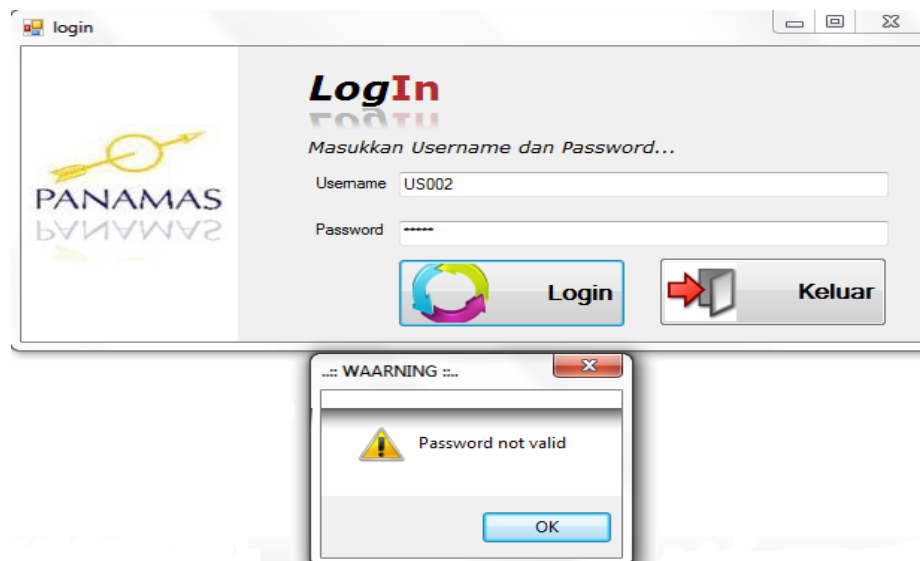 login
LogIn
Masukkan Username dan Password...
PANAMAS
Username US002
Password •••••
Login Keluar
..:: WAARNING ::..
Password not valid
OK